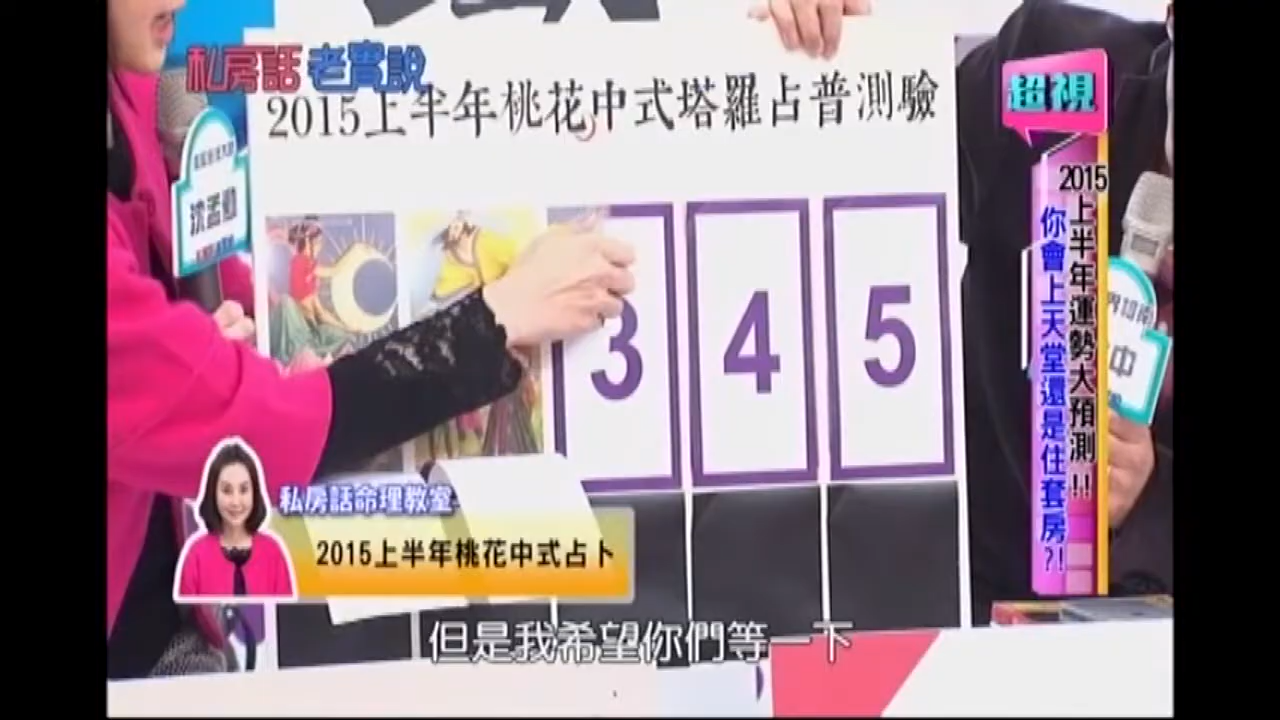 私房話 老實說
超視
2015上半年桃花中式塔羅占普測驗
沈孟勳
3 4 5
中
2015上半年運勢大預測!!
你會上天堂還是住套房?!
私房話命理教室
2015上半年桃花中式占卜
但是我希望你們等一下